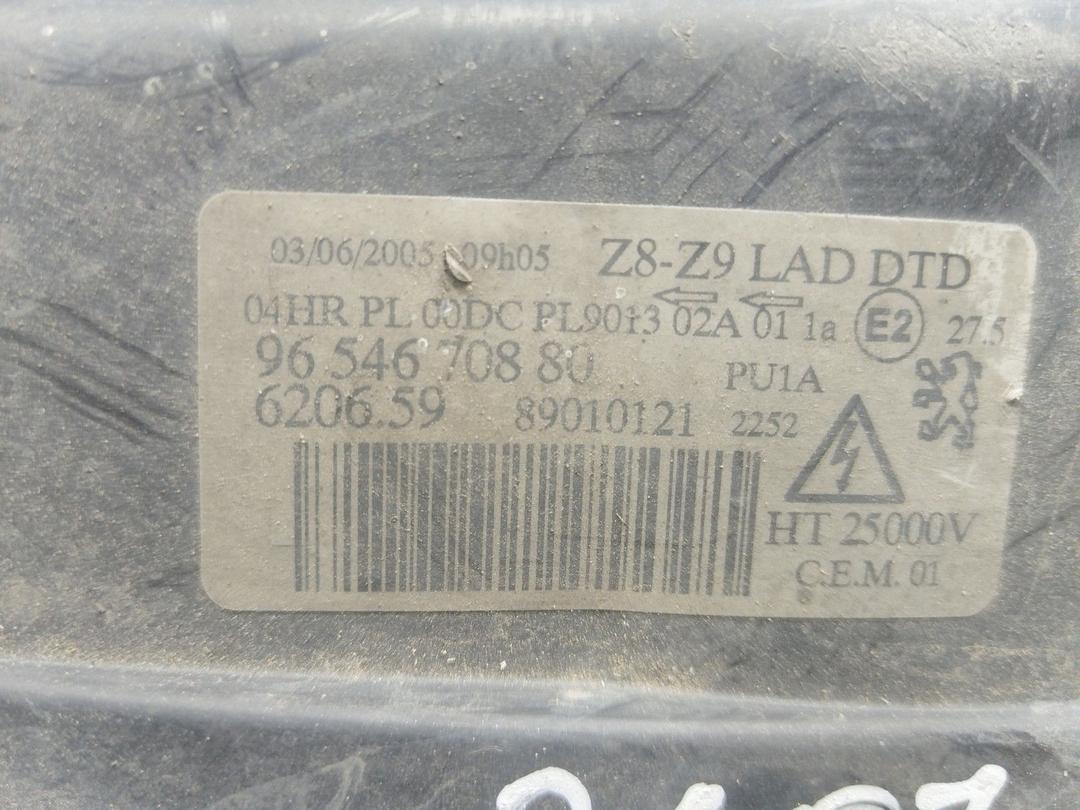 03/06/2005 09h05 Z8-Z9 LAD DTD
04HR PL 00DC PL9013 02A 01 1a E2 27.5
96 546 708 80 PU1A
6206.59 89010121 2252
HT 25000V
C.E.M. 01